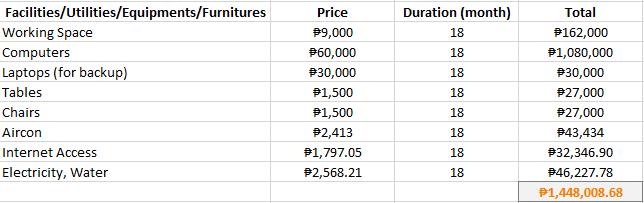 Facilities/Utilities/Equipments/Furnitures Price Duration (month) Total
Working Space ₱9,000 18 ₱162,000
Computers ₱60,000 18 ₱1,080,000
Laptops (for backup) ₱30,000 18 ₱30,000
Tables ₱1,500 18 ₱27,000
Chairs ₱1,500 18 ₱27,000
Aircon ₱2,413 18 ₱43,434
Internet Access ₱1,797.05 18 ₱32,346.90
Electricity, Water ₱2,568.21 18 ₱46,227.78
₱1,448,008.68